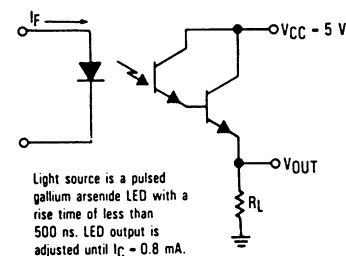 IF
VCC = 5 V
VOUT
RL
Light source is a pulsed
gallium arsenide LED with a
rise time of less than
500 ns. LED output is
adjusted until IC = 0.8 mA.